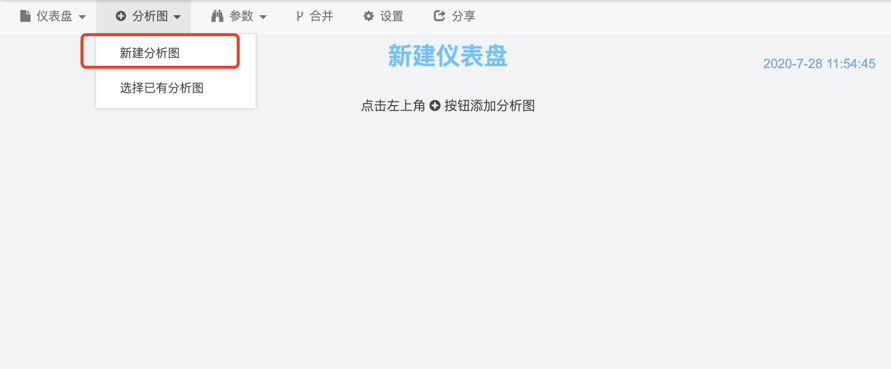 仪表盘 分析图 参数 合并 设置 分享
新建分析图
选择已有分析图
新建仪表盘
2020-7-28 11:54:45
点击左上角 按钮添加分析图